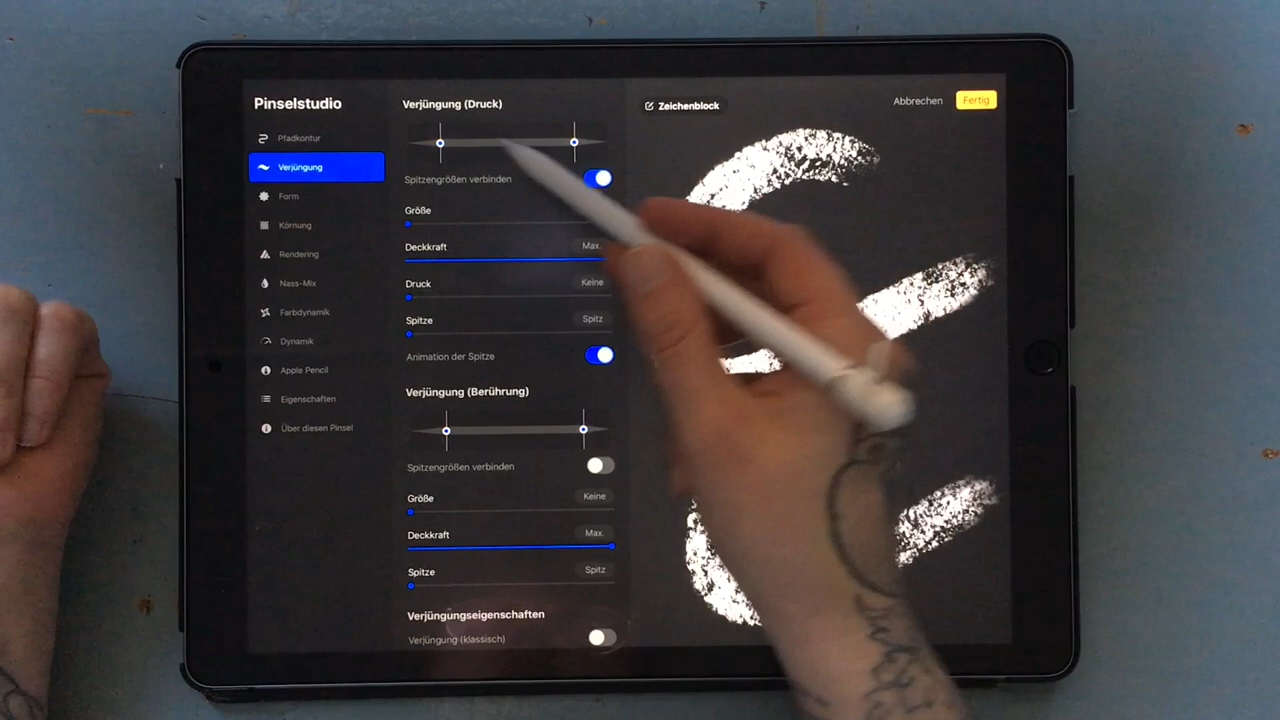 Pinselstudio
Pfadkontur
Verjüngung
Form
Körnung
Rendering
Nass-Mix
Farbdynamik
Dynamik
Apple Pencil
Eigenschaften
Über diesen Pinsel
Verjüngung (Druck)
Spitzengrößen verbinden
Größe
Deckkraft Max.
Druck Keine
Spitze Spitz
Animation der Spitze
Verjüngung (Berührung)
Spitzengrößen verbinden
Größe Keine
Deckkraft Max.
Spitze Spitz
Verjüngungseigenschaften
Verjüngung (klassisch)
Zeichenblock
Abbrechen
Fertig